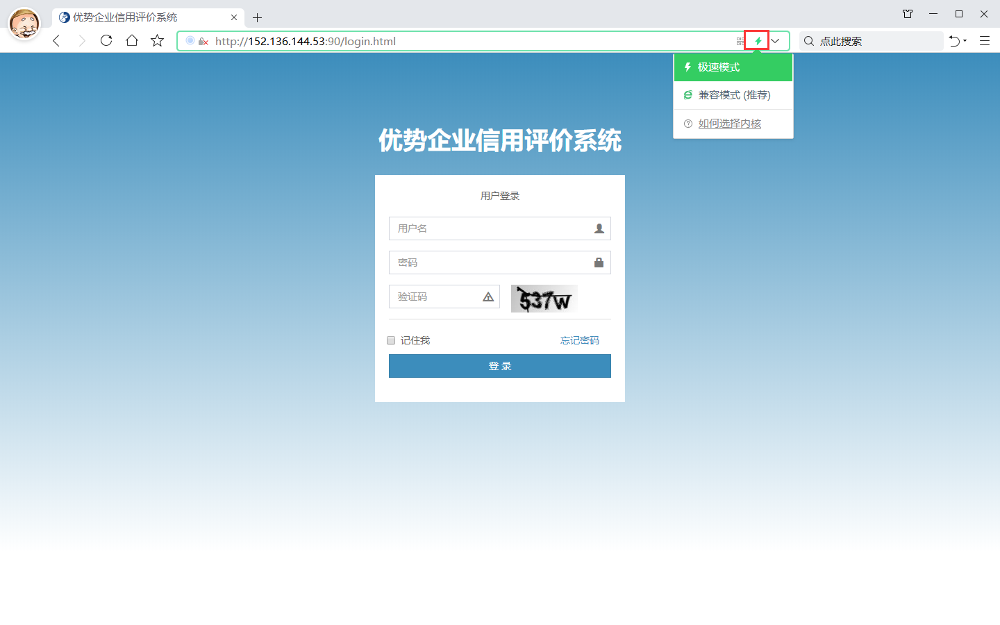 优势企业信用评价系统
http://152.136.144.53:90/login.html
点此搜索
极速模式
兼容模式 (推荐)
如何选择内核
优势企业信用评价系统
用户登录
用户名
密码
验证码
537W
记住我
忘记密码
登 录